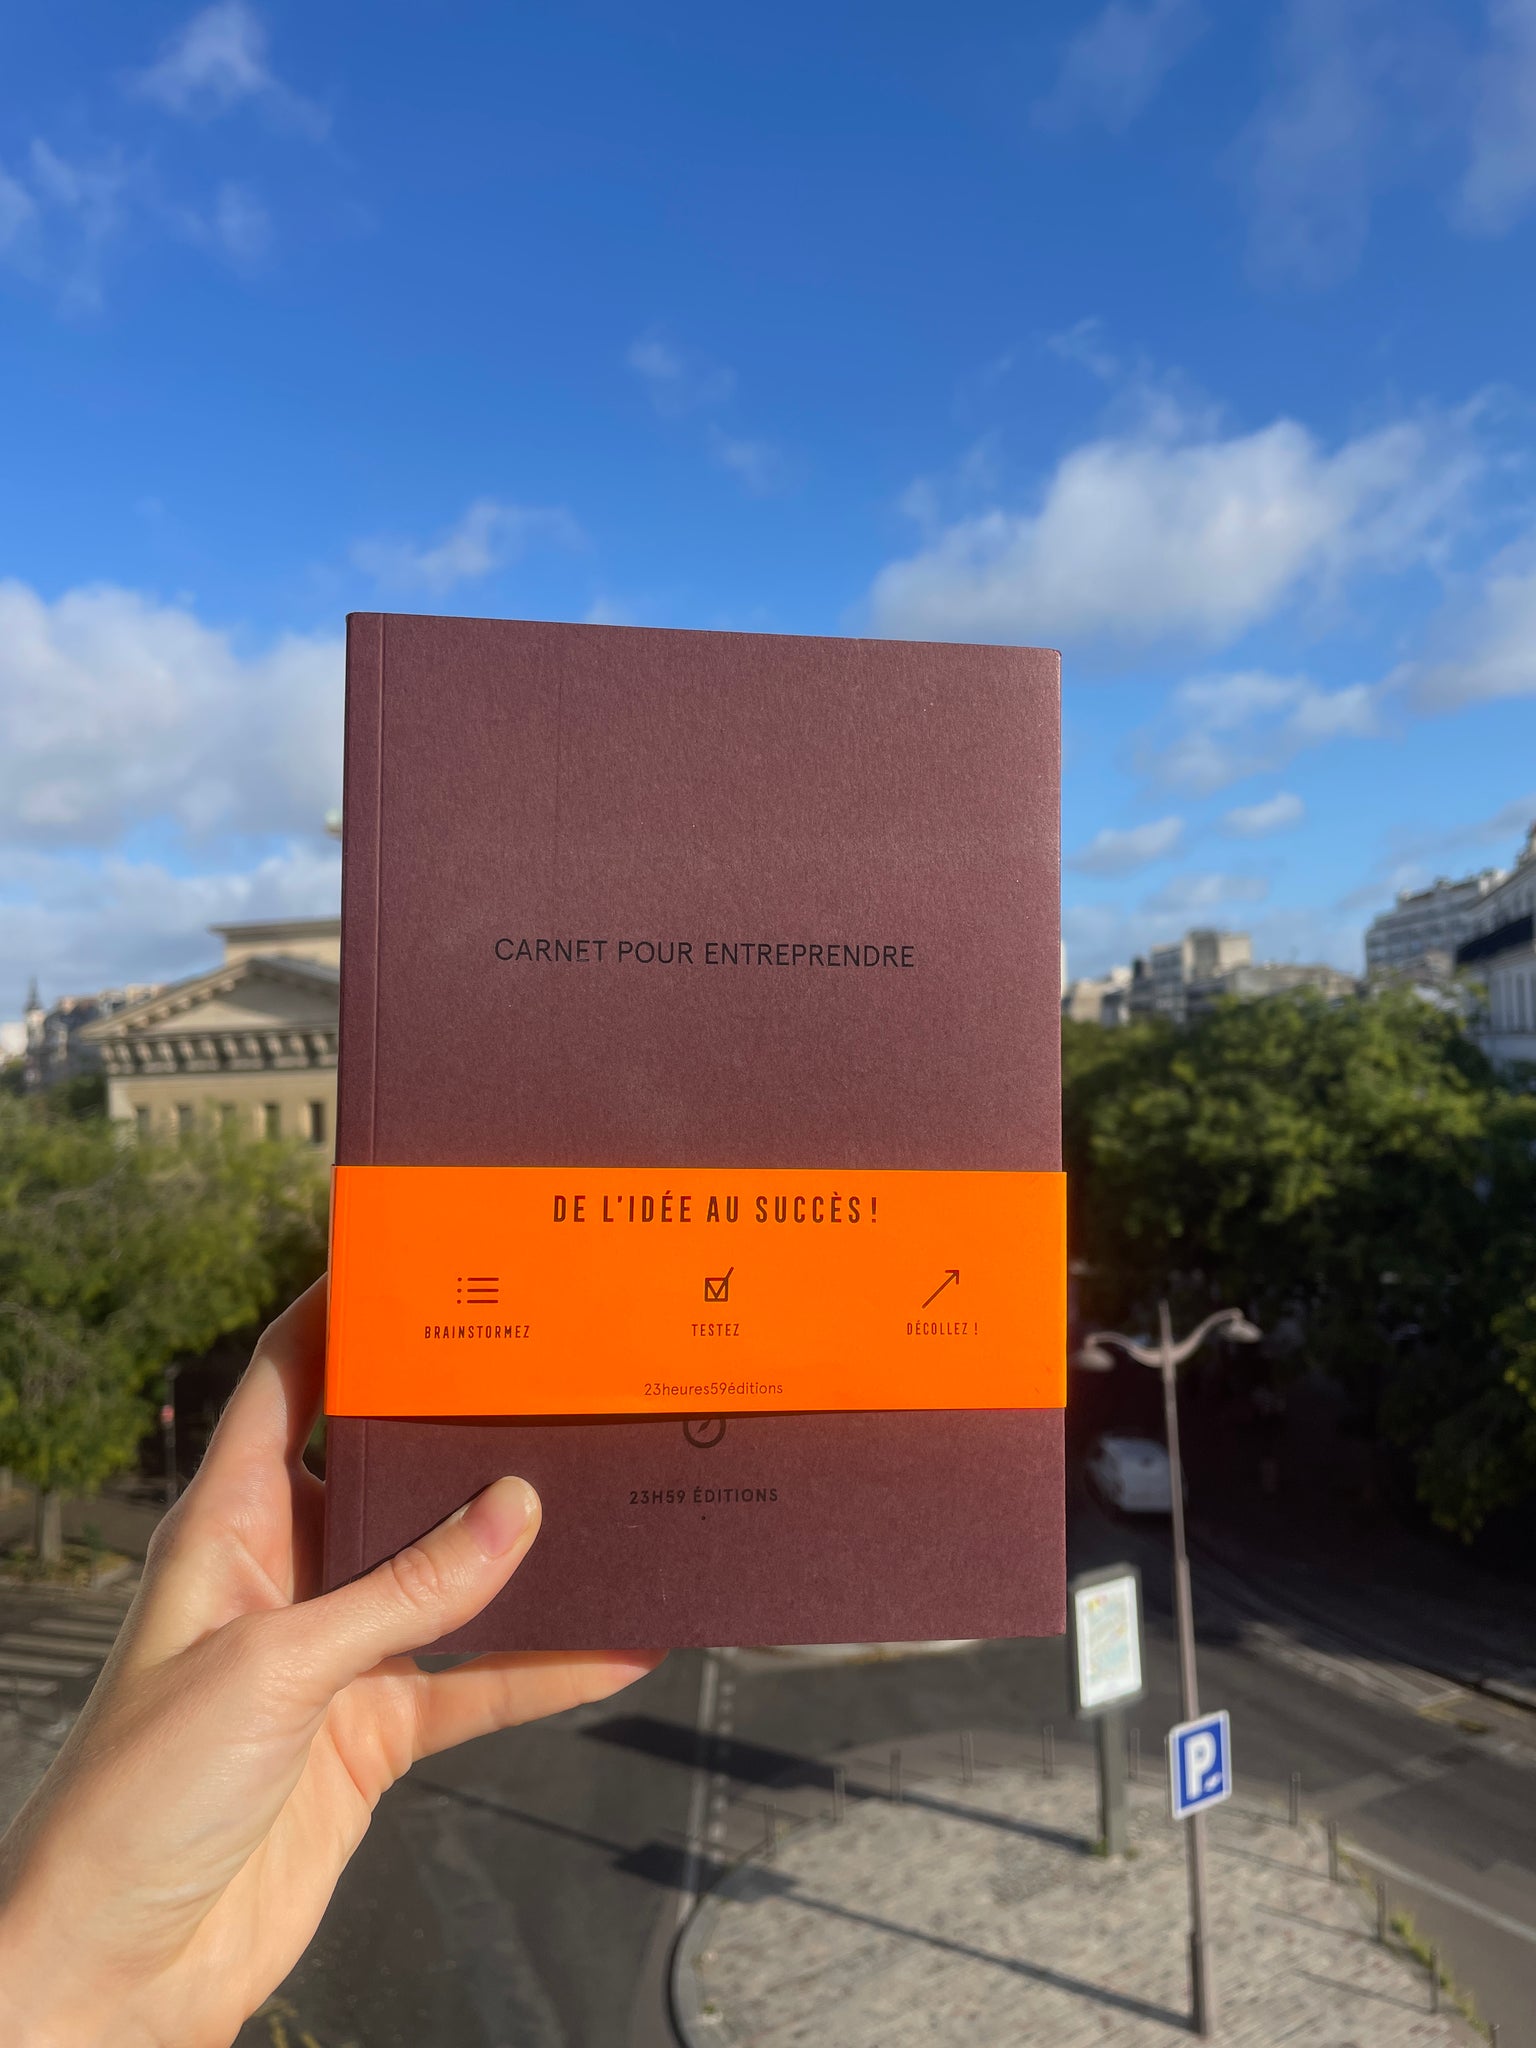 CARNET POUR ENTREPRENDRE
DE L'IDÉE AU SUCCÈS !
BRAINSTORMEZ
TESTEZ
DÉCOLLEZ !
23heures59éditions
23H59 ÉDITIONS
P